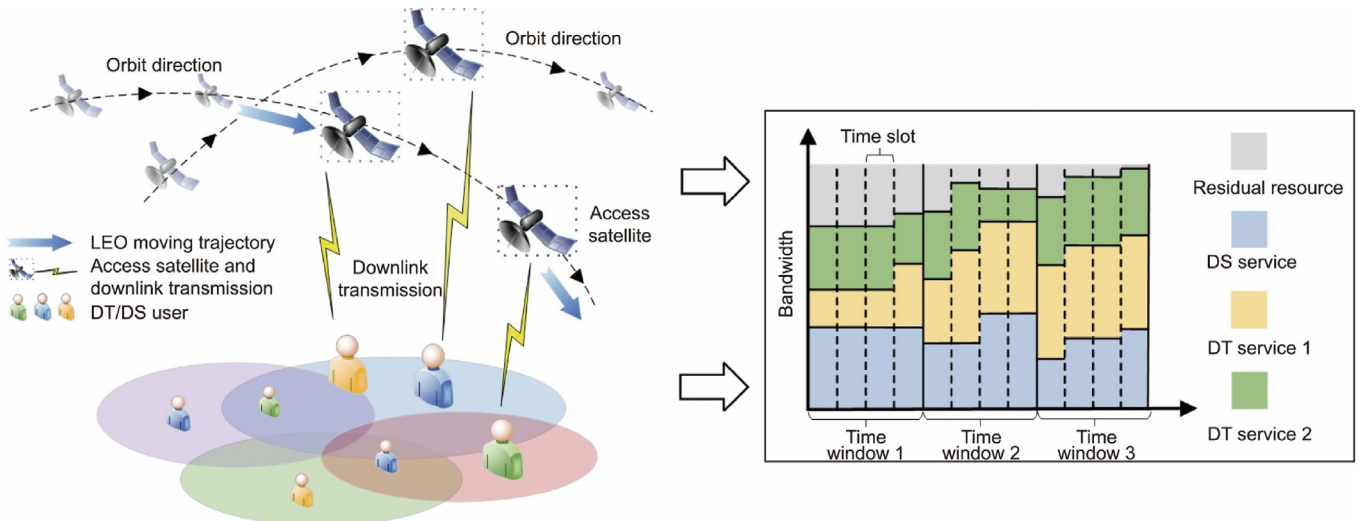 Orbit direction
Orbit direction
Access
satellite
LEO moving trajectory
Access satellite and
downlink transmission
DT/DS user
Downlink
transmission
Time slot
Bandwidth
Time
window 1
Time
window 2
Time
window 3
Residual resource
DS service
DT service 1
DT service 2